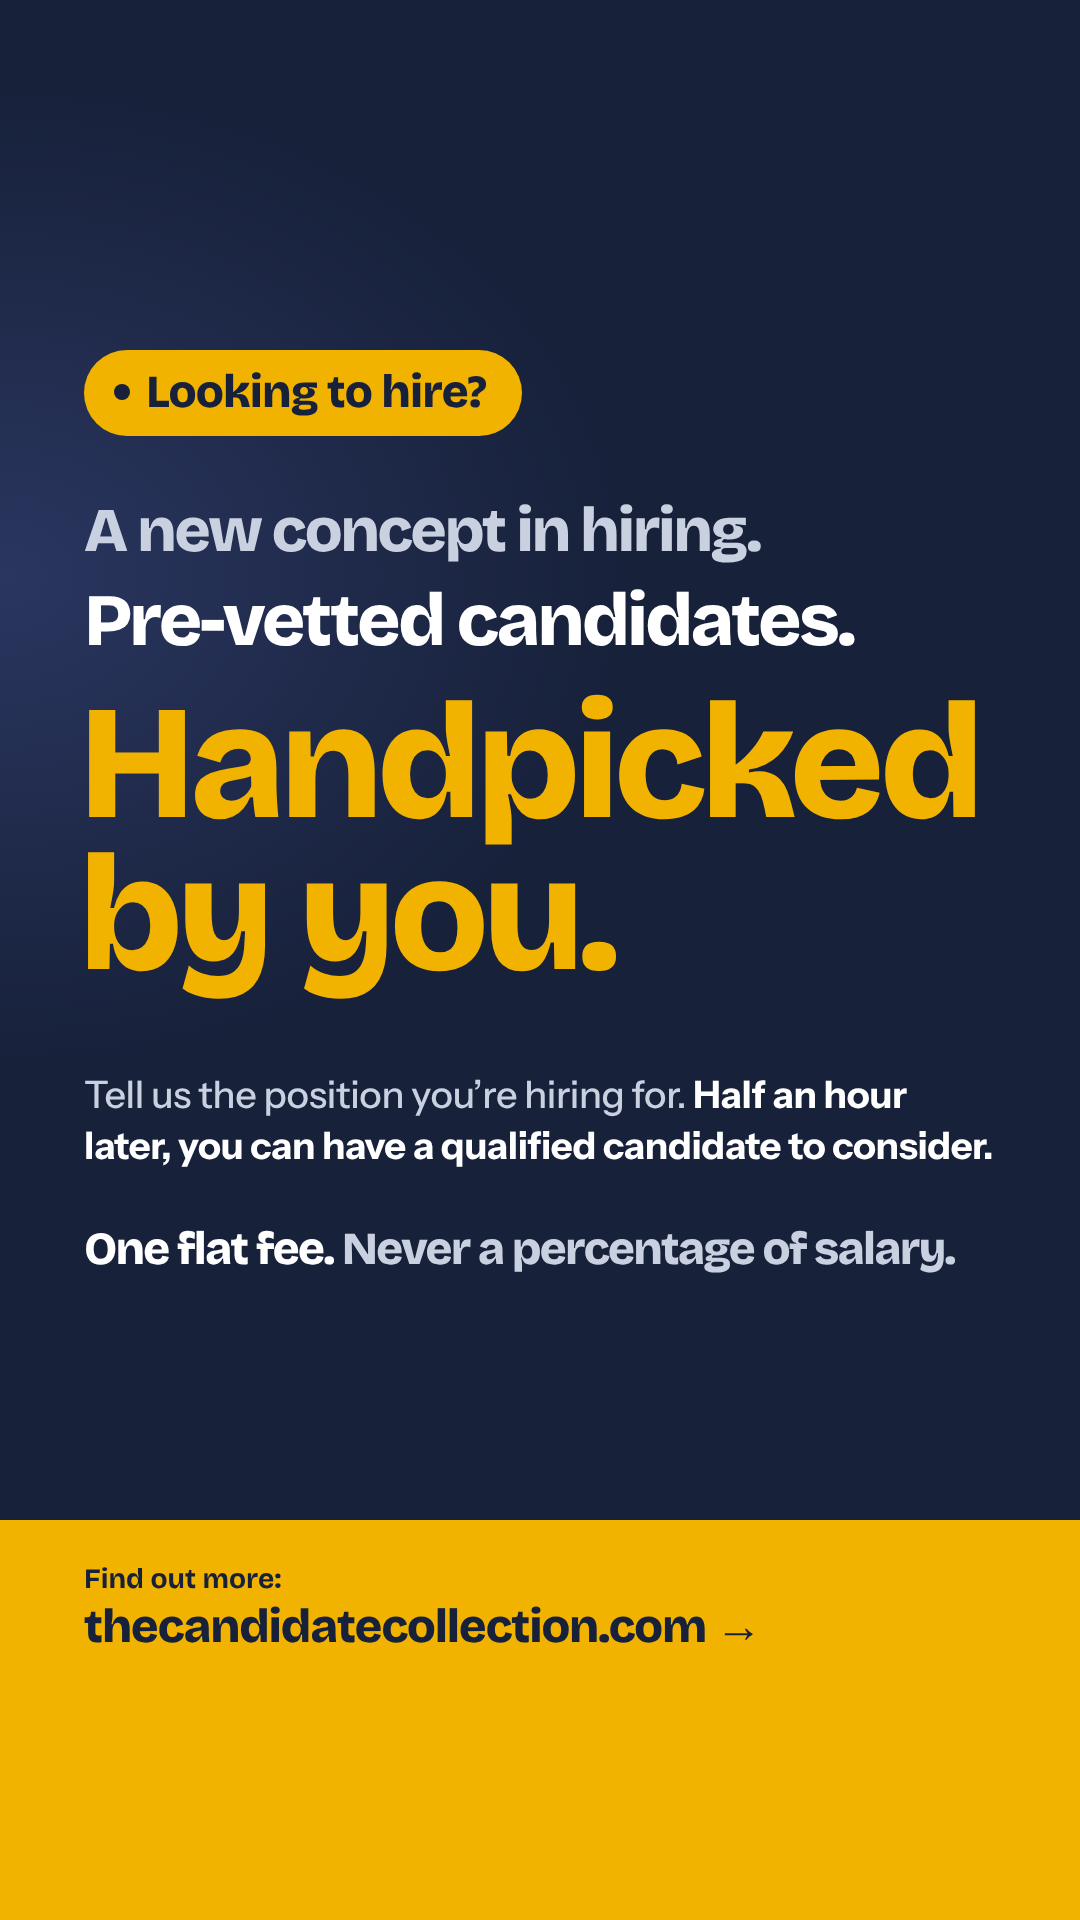 • Looking to hire?
A new concept in hiring.
Pre-vetted candidates.
Handpicked
by you.
Tell us the position you’re hiring for. Half an hour
later, you can have a qualified candidate to consider.
One flat fee. Never a percentage of salary.
Find out more:
thecandidatecollection.com →